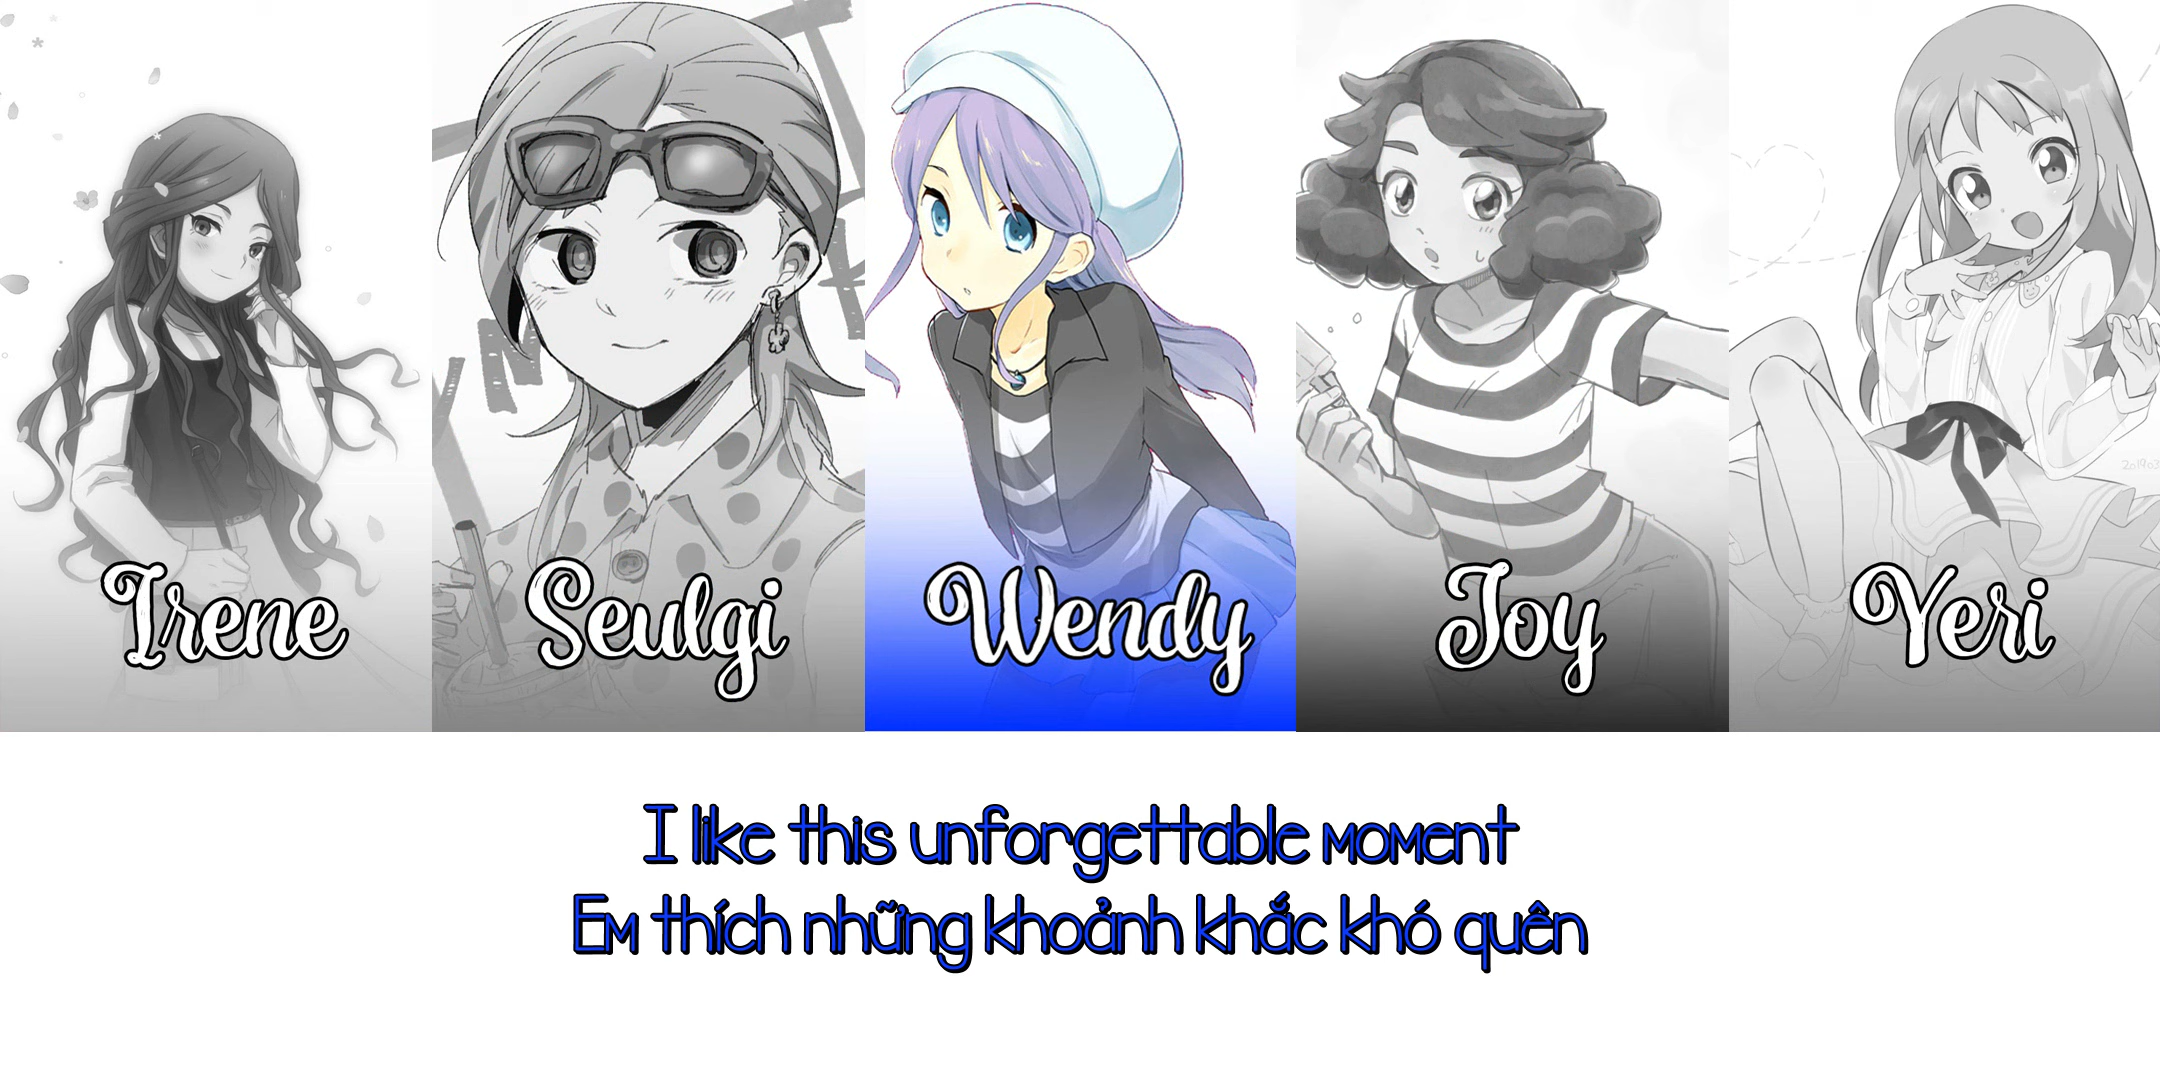 Irene
Seulgi
Wendy
Joy
Yeri
I like this unforgettable moment
Em thích những khoảnh khắc khó quên